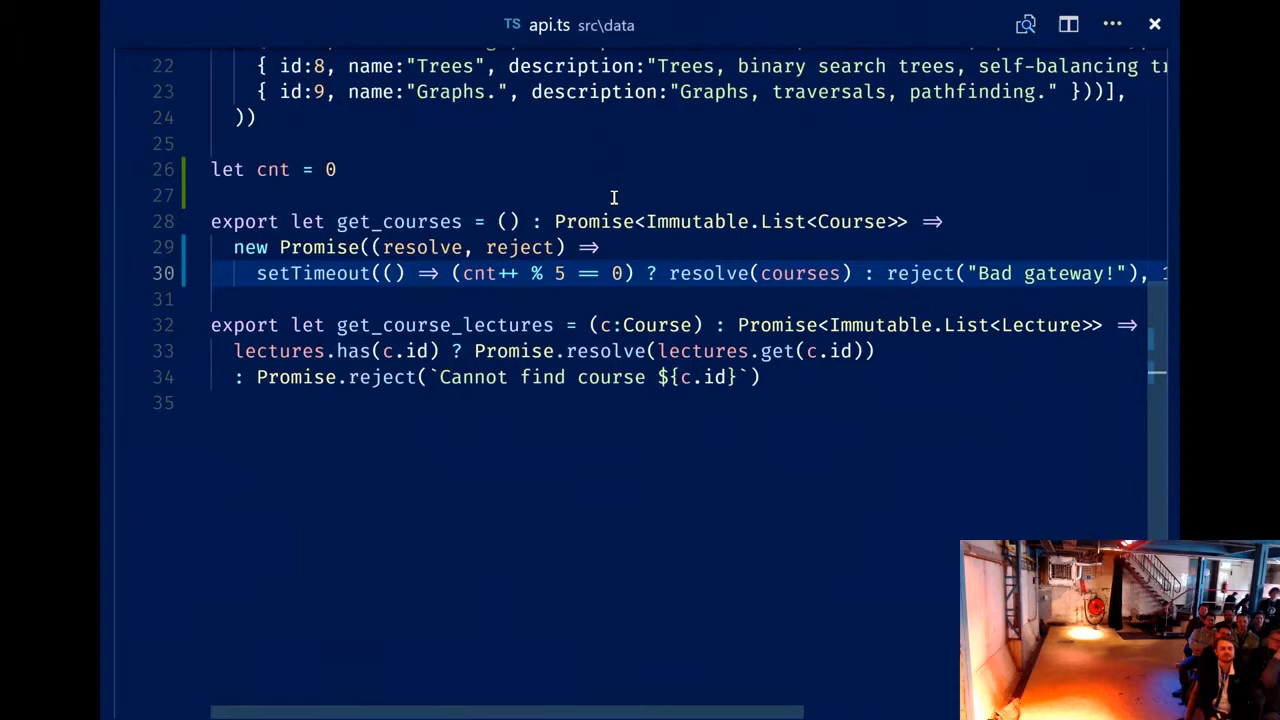 TS api.ts src\data
22 { id:8, name:"Trees", description:"Trees, binary search trees, self-balancing
23 { id:9, name:"Graphs.", description:"Graphs, traversals, pathfinding." }))],
24 ))
25
26 let cnt = 0
27
28 export let get_courses = () : Promise<Immutable.List<Course>> =>
29 new Promise((resolve, reject) =>
30 setTimeout(() => (cnt++ % 5 == 0) ? resolve(courses) : reject("Bad gateway!"),
31
32 export let get_course_lectures = (c:Course) : Promise<Immutable.List<Lecture>> =>
33 lectures.has(c.id) ? Promise.resolve(lectures.get(c.id))
34 : Promise.reject(`Cannot find course ${c.id}`)
35